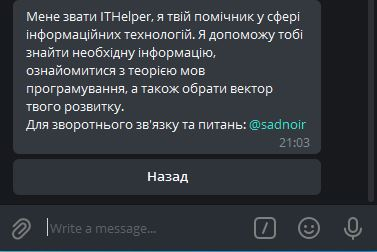 Мене звати ITHelper, я твій помічник у сфері
інформаційних технологій. Я допоможу тобі
знайти необхідну інформацію,
ознайомитися з теорією мов
програмування, а також обрати вектор
твого розвитку.
Для зворотнього зв'язку та питань: @sadnoir
21:03
Назад
Write a message...